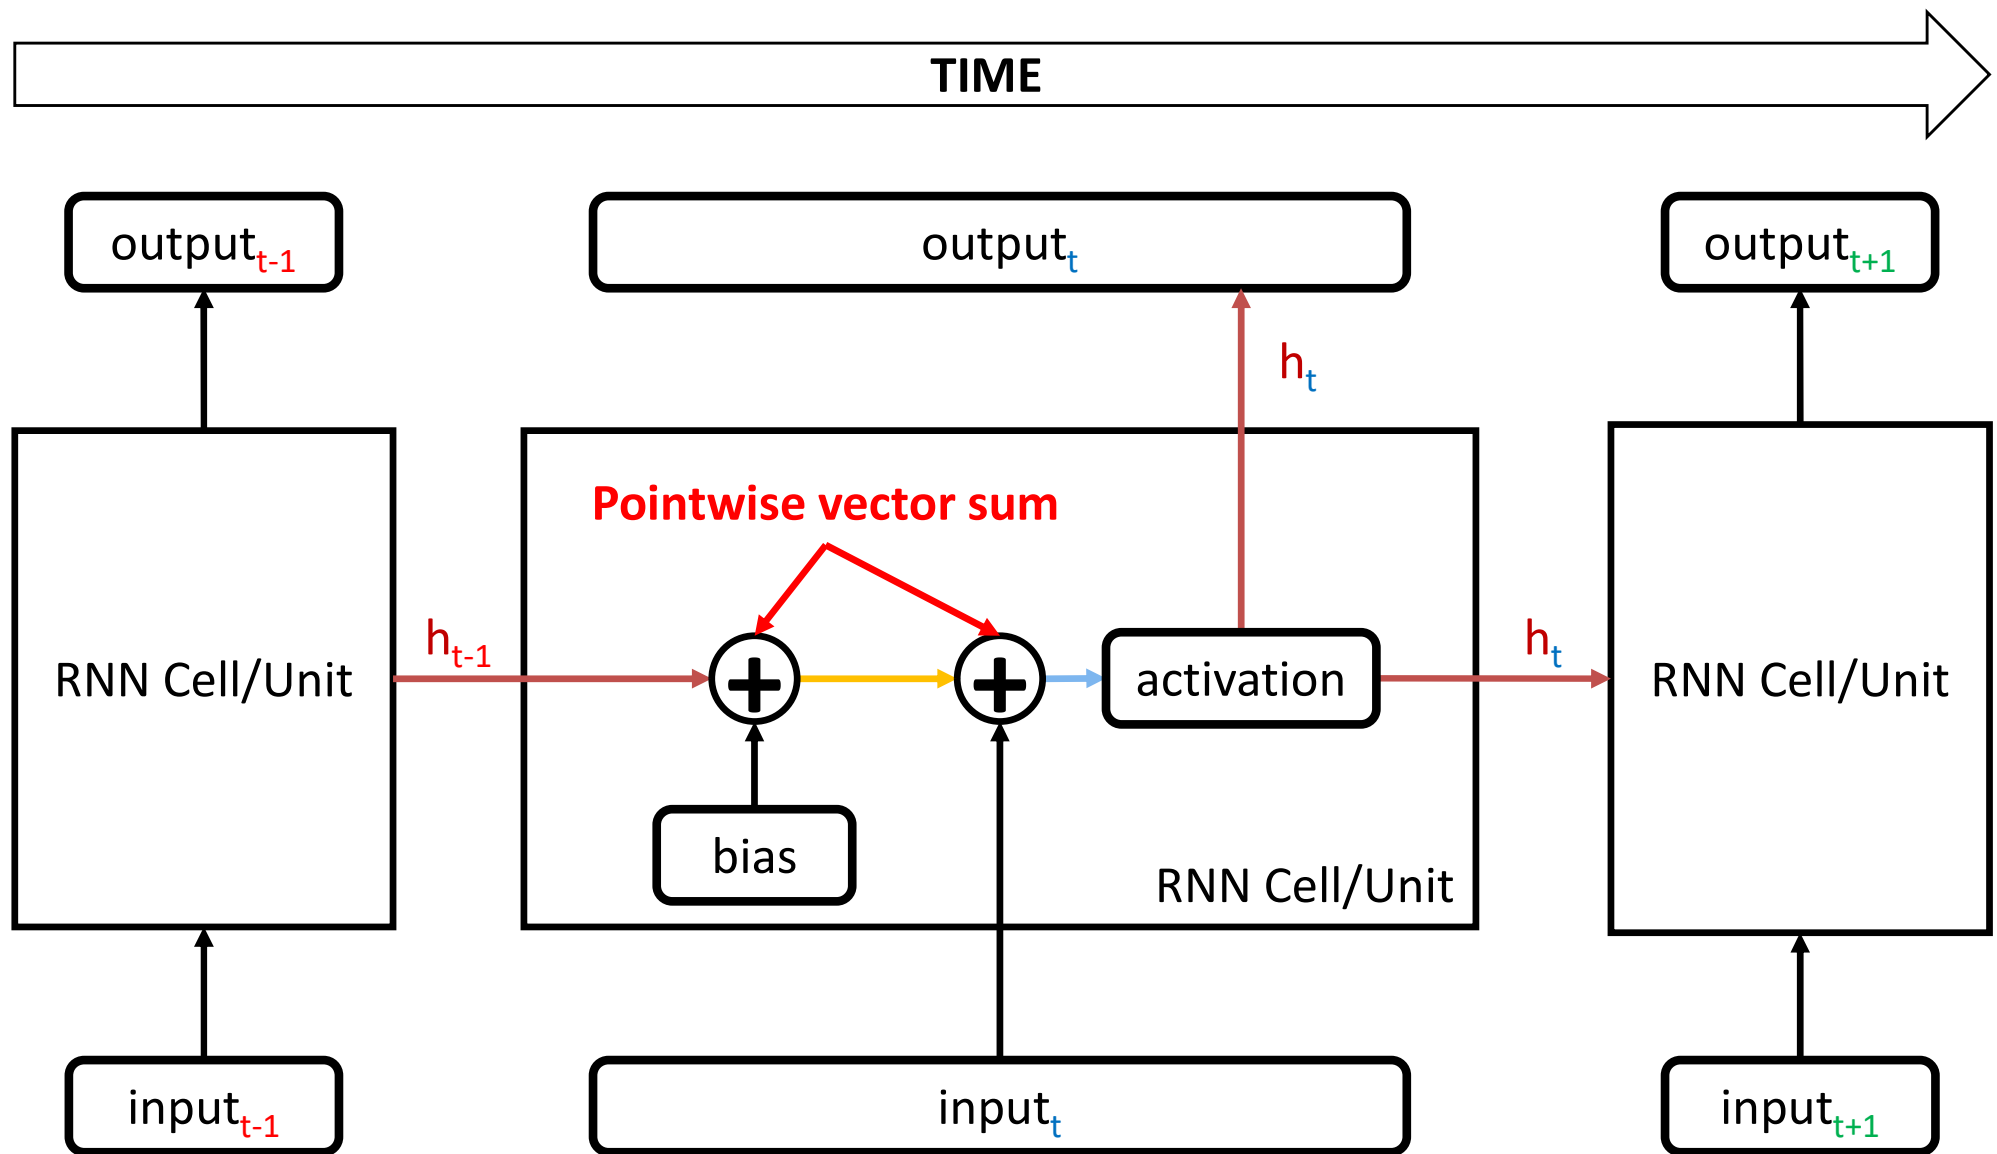 TIME
output t-1
output t
output t+1
h t
Pointwise vector sum
h t-1
h t
RNN Cell/Unit
activation
RNN Cell/Unit
bias
RNN Cell/Unit
input t-1
input t
input t+1